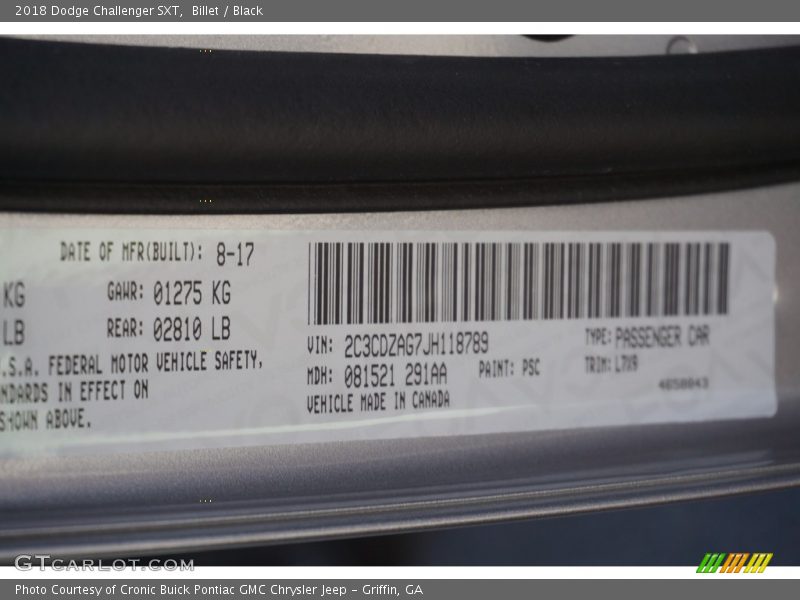 2018 Dodge Challenger SXT, Billet / Black
DATE OF MFR(BUILT): 8-17
KG GAWR: 01275 KG
LB REAR: 02810 LB
.S.A. FEDERAL MOTOR VEHICLE SAFETY,
NDARDS IN EFFECT ON
SHOWN ABOVE.
VIN: 2C3CDZAG7JH118789 TYPE: PASSENGER CAR
MDH: 081521 291AA PAINT: PSC TRIM: L7X9
VEHICLE MADE IN CANADA 4658043
GTCARLOT.COM
Photo Courtesy of Cronic Buick Pontiac GMC Chrysler Jeep - Griffin, GA